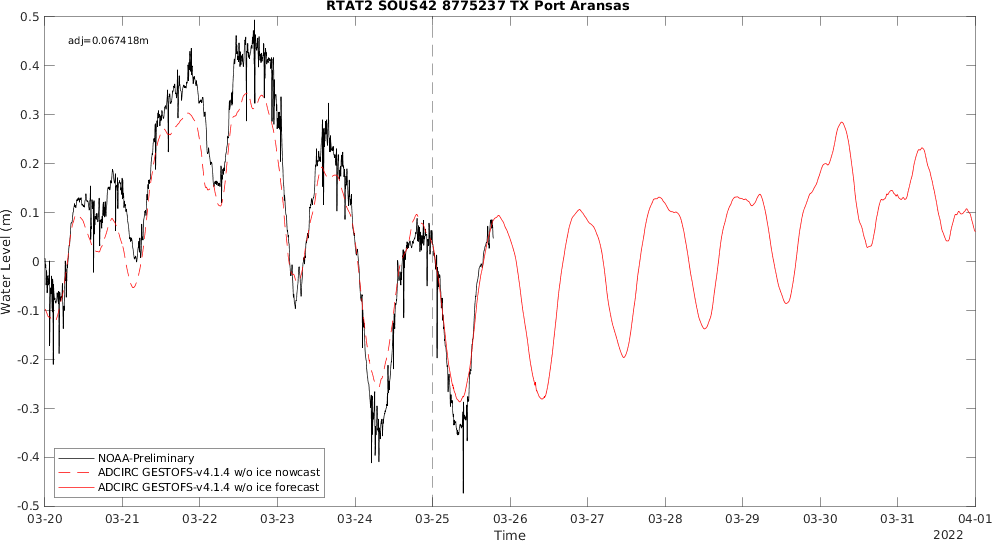 RTAT2 SOUS42 8775237 TX Port Aransas
adj=0.067418m
Water Level (m)
0.5
0.4
0.3
0.2
0.1
0
-0.1
-0.2
-0.3
-0.4
-0.5
NOAA-Preliminary
ADCIRC GESTOFS-v4.1.4 w/o ice nowcast
ADCIRC GESTOFS-v4.1.4 w/o ice forecast
03-20 03-21 03-22 03-23 03-24 03-25 03-26 03-27 03-28 03-29 03-30 03-31 04-01
Time
2022